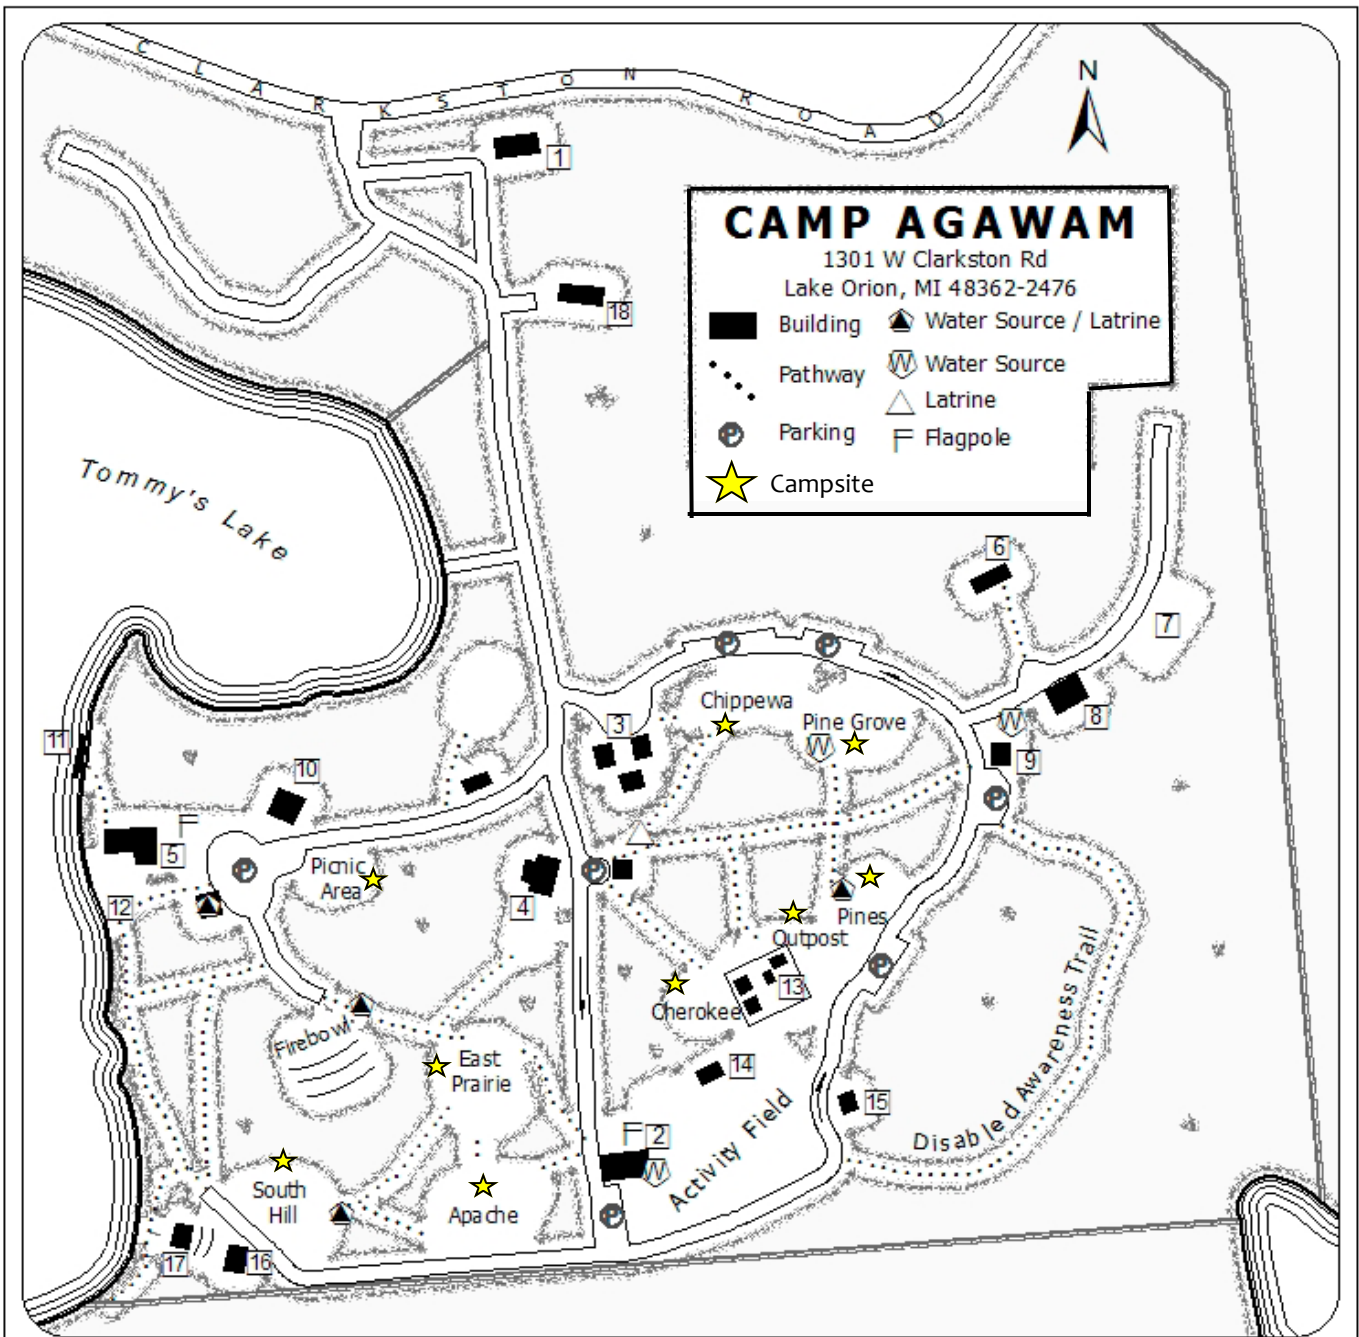 CLARKSTON ROAD
N
1
CAMP AGAWAM
1301 W Clarkston Rd
Lake Orion, MI 48362-2476
Building
Water Source / Latrine
Pathway
W Water Source
Latrine
P Parking
Flagpole
Campsite
18
Tommy's Lake
6
7
P
P
Chippewa
Pine Grove
W
3
W
8
9
11
10
P
5
P
Picnic
Area
P
4
12
Pines
Outpost
P
13
Cherokee
Firebowl
East
Prairie
14
15
Disabled Awareness Trail
2
W
Activity Field
South
Hill
Apache
P
17
16